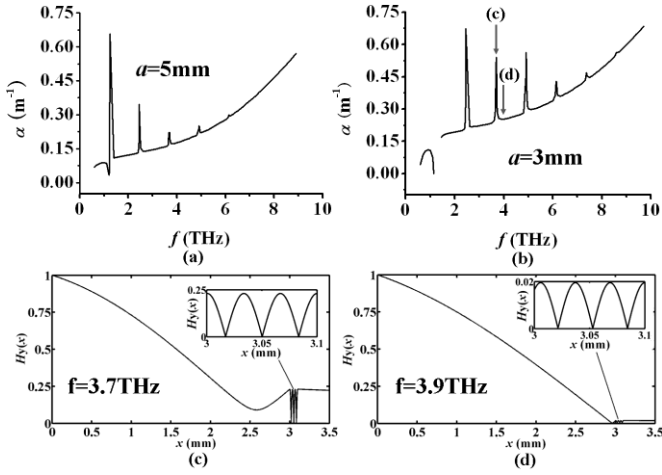 0.75
0.60
0.45
0.30
0.15
0.00
α (m⁻¹)
a=5mm
0 2 4 6 8 10
f (THz)
(a)
0.75
0.60
0.45
0.30
0.15
0.00
α (m⁻¹)
(c)
(d)
a=3mm
0 2 4 6 8 10
f (THz)
(b)
1
0.75
0.5
0.25
0
Hy(x)
f=3.7THz
0.25
0
Hy(x)
3 3.05 3.1
x (mm)
0 0.5 1 1.5 2 2.5 3 3.5
x (mm)
(c)
1
0.75
0.5
0.25
0
Hy(x)
f=3.9THz
0.02
0
Hy(x)
3 3.05 3.1
x (mm)
0 0.5 1 1.5 2 2.5 3 3.5
x (mm)
(d)